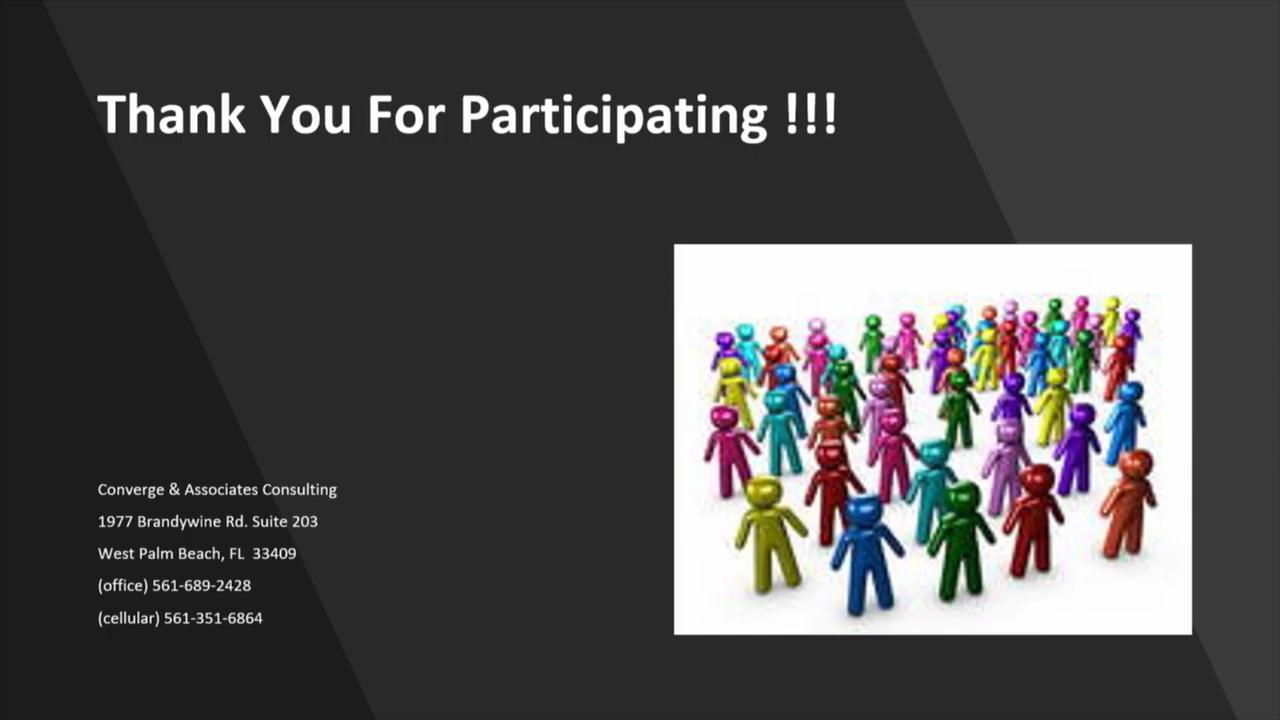 Thank You For Participating !!!
Converge & Associates Consulting
1977 Brandywine Rd. Suite 203
West Palm Beach, FL  33409
(office) 561-689-2428
(cellular) 561-351-6864